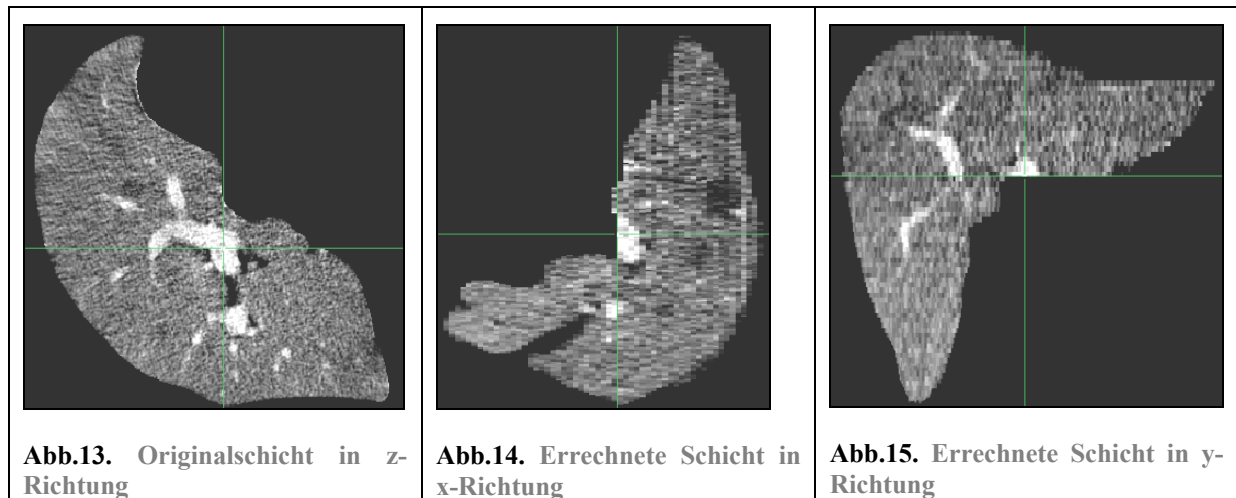 Abb.13. Originalschicht in z-
Richtung
Abb.14. Errechnete Schicht in
x-Richtung
Abb.15. Errechnete Schicht in y-
Richtung